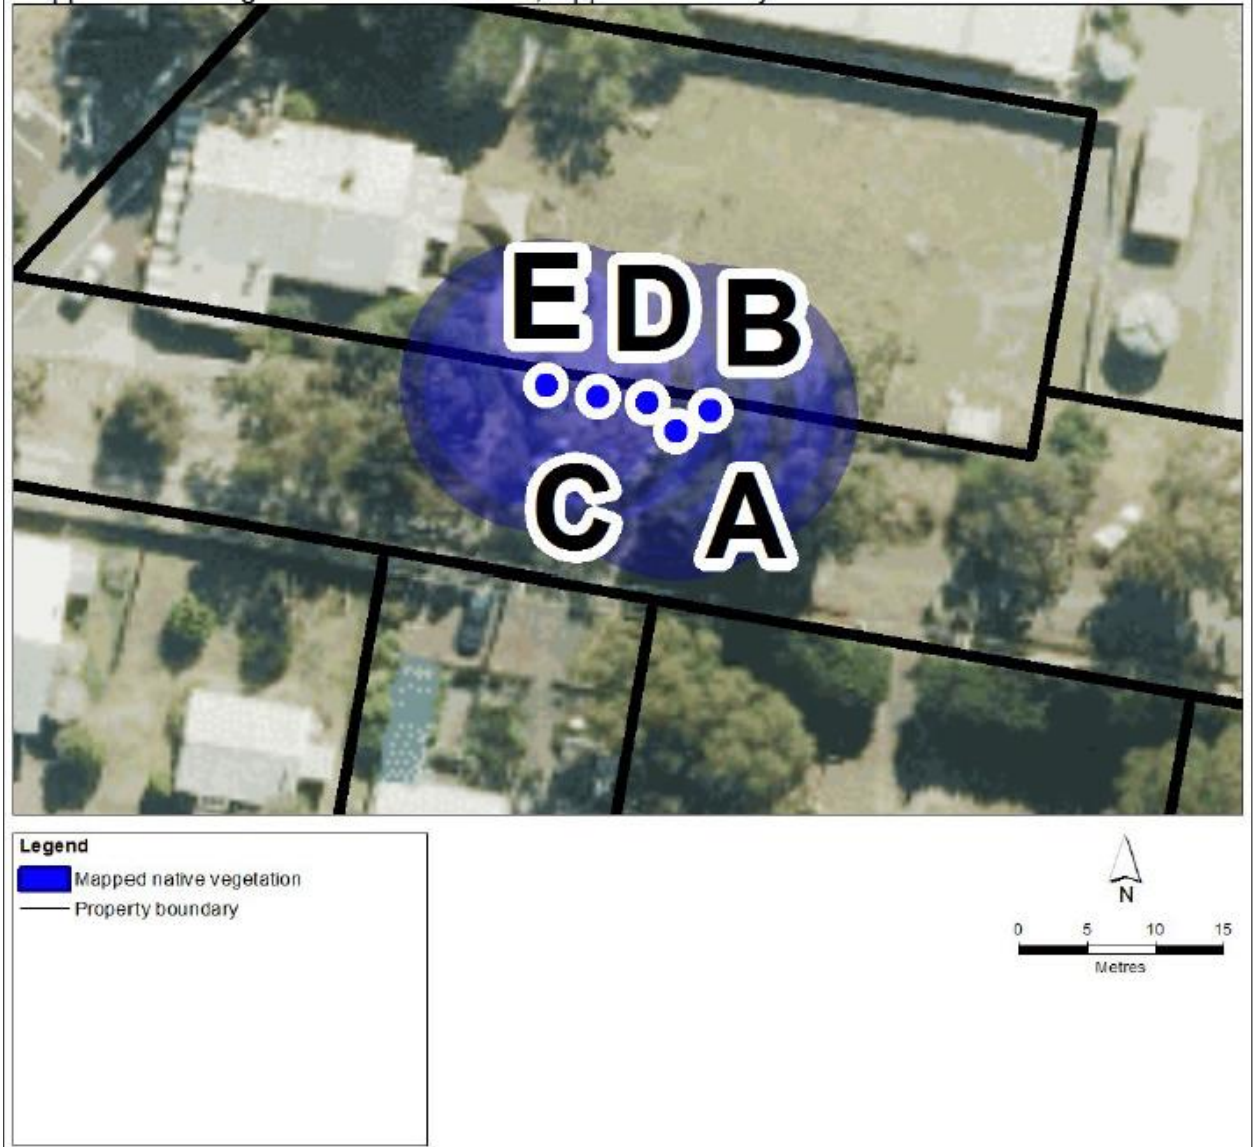 E D B
C A
Legend
Mapped native vegetation
Property boundary
N
0 5 10 15
Metres